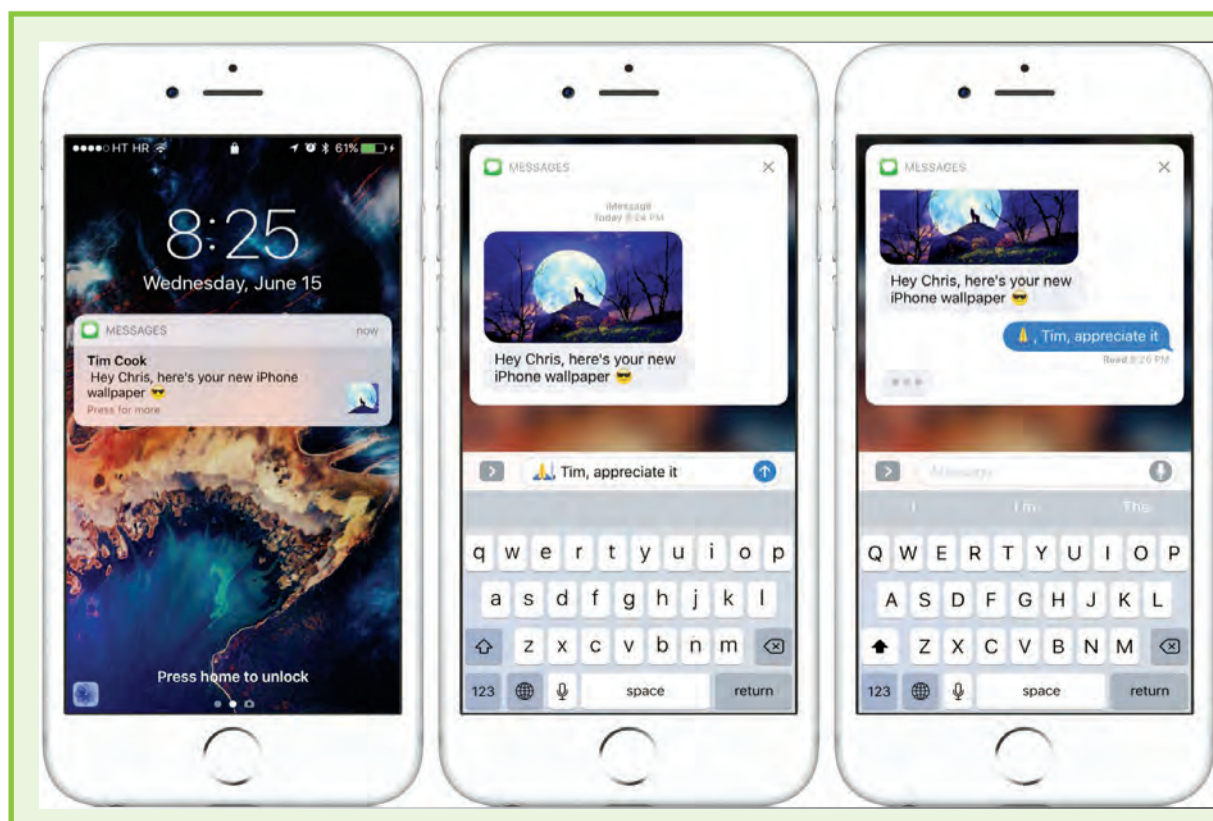 HT HR 61%
8:25
Wednesday, June 15
MESSAGES now
Tim Cook
Hey Chris, here's your new iPhone
wallpaper 😎
Press for more
Press home to unlock
MESSAGES
iMessage
Today 8:24 PM
Hey Chris, here's your new
iPhone wallpaper 😎
🙏, Tim, appreciate it
q w e r t y u i o p
a s d f g h j k l
z x c v b n m
123 space return
MESSAGES
Hey Chris, here's your new
iPhone wallpaper 😎
🙏, Tim, appreciate it
Read 8:26 PM
Message
I I'm The
Q W E R T Y U I O P
A S D F G H J K L
Z X C V B N M
123 space return